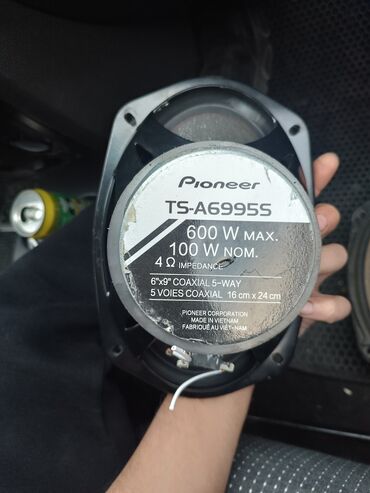 Pioneer
TS-A6995S
600 W MAX.
100 W NOM.
4 Ω IMPEDANCE
6"x9" COAXIAL 5-WAY
5 VOIES COAXIAL 16 cm x 24 cm
PIONEER CORPORATION
MADE IN VIETNAM
FABRIQUÉ AU VIÊT-NAM